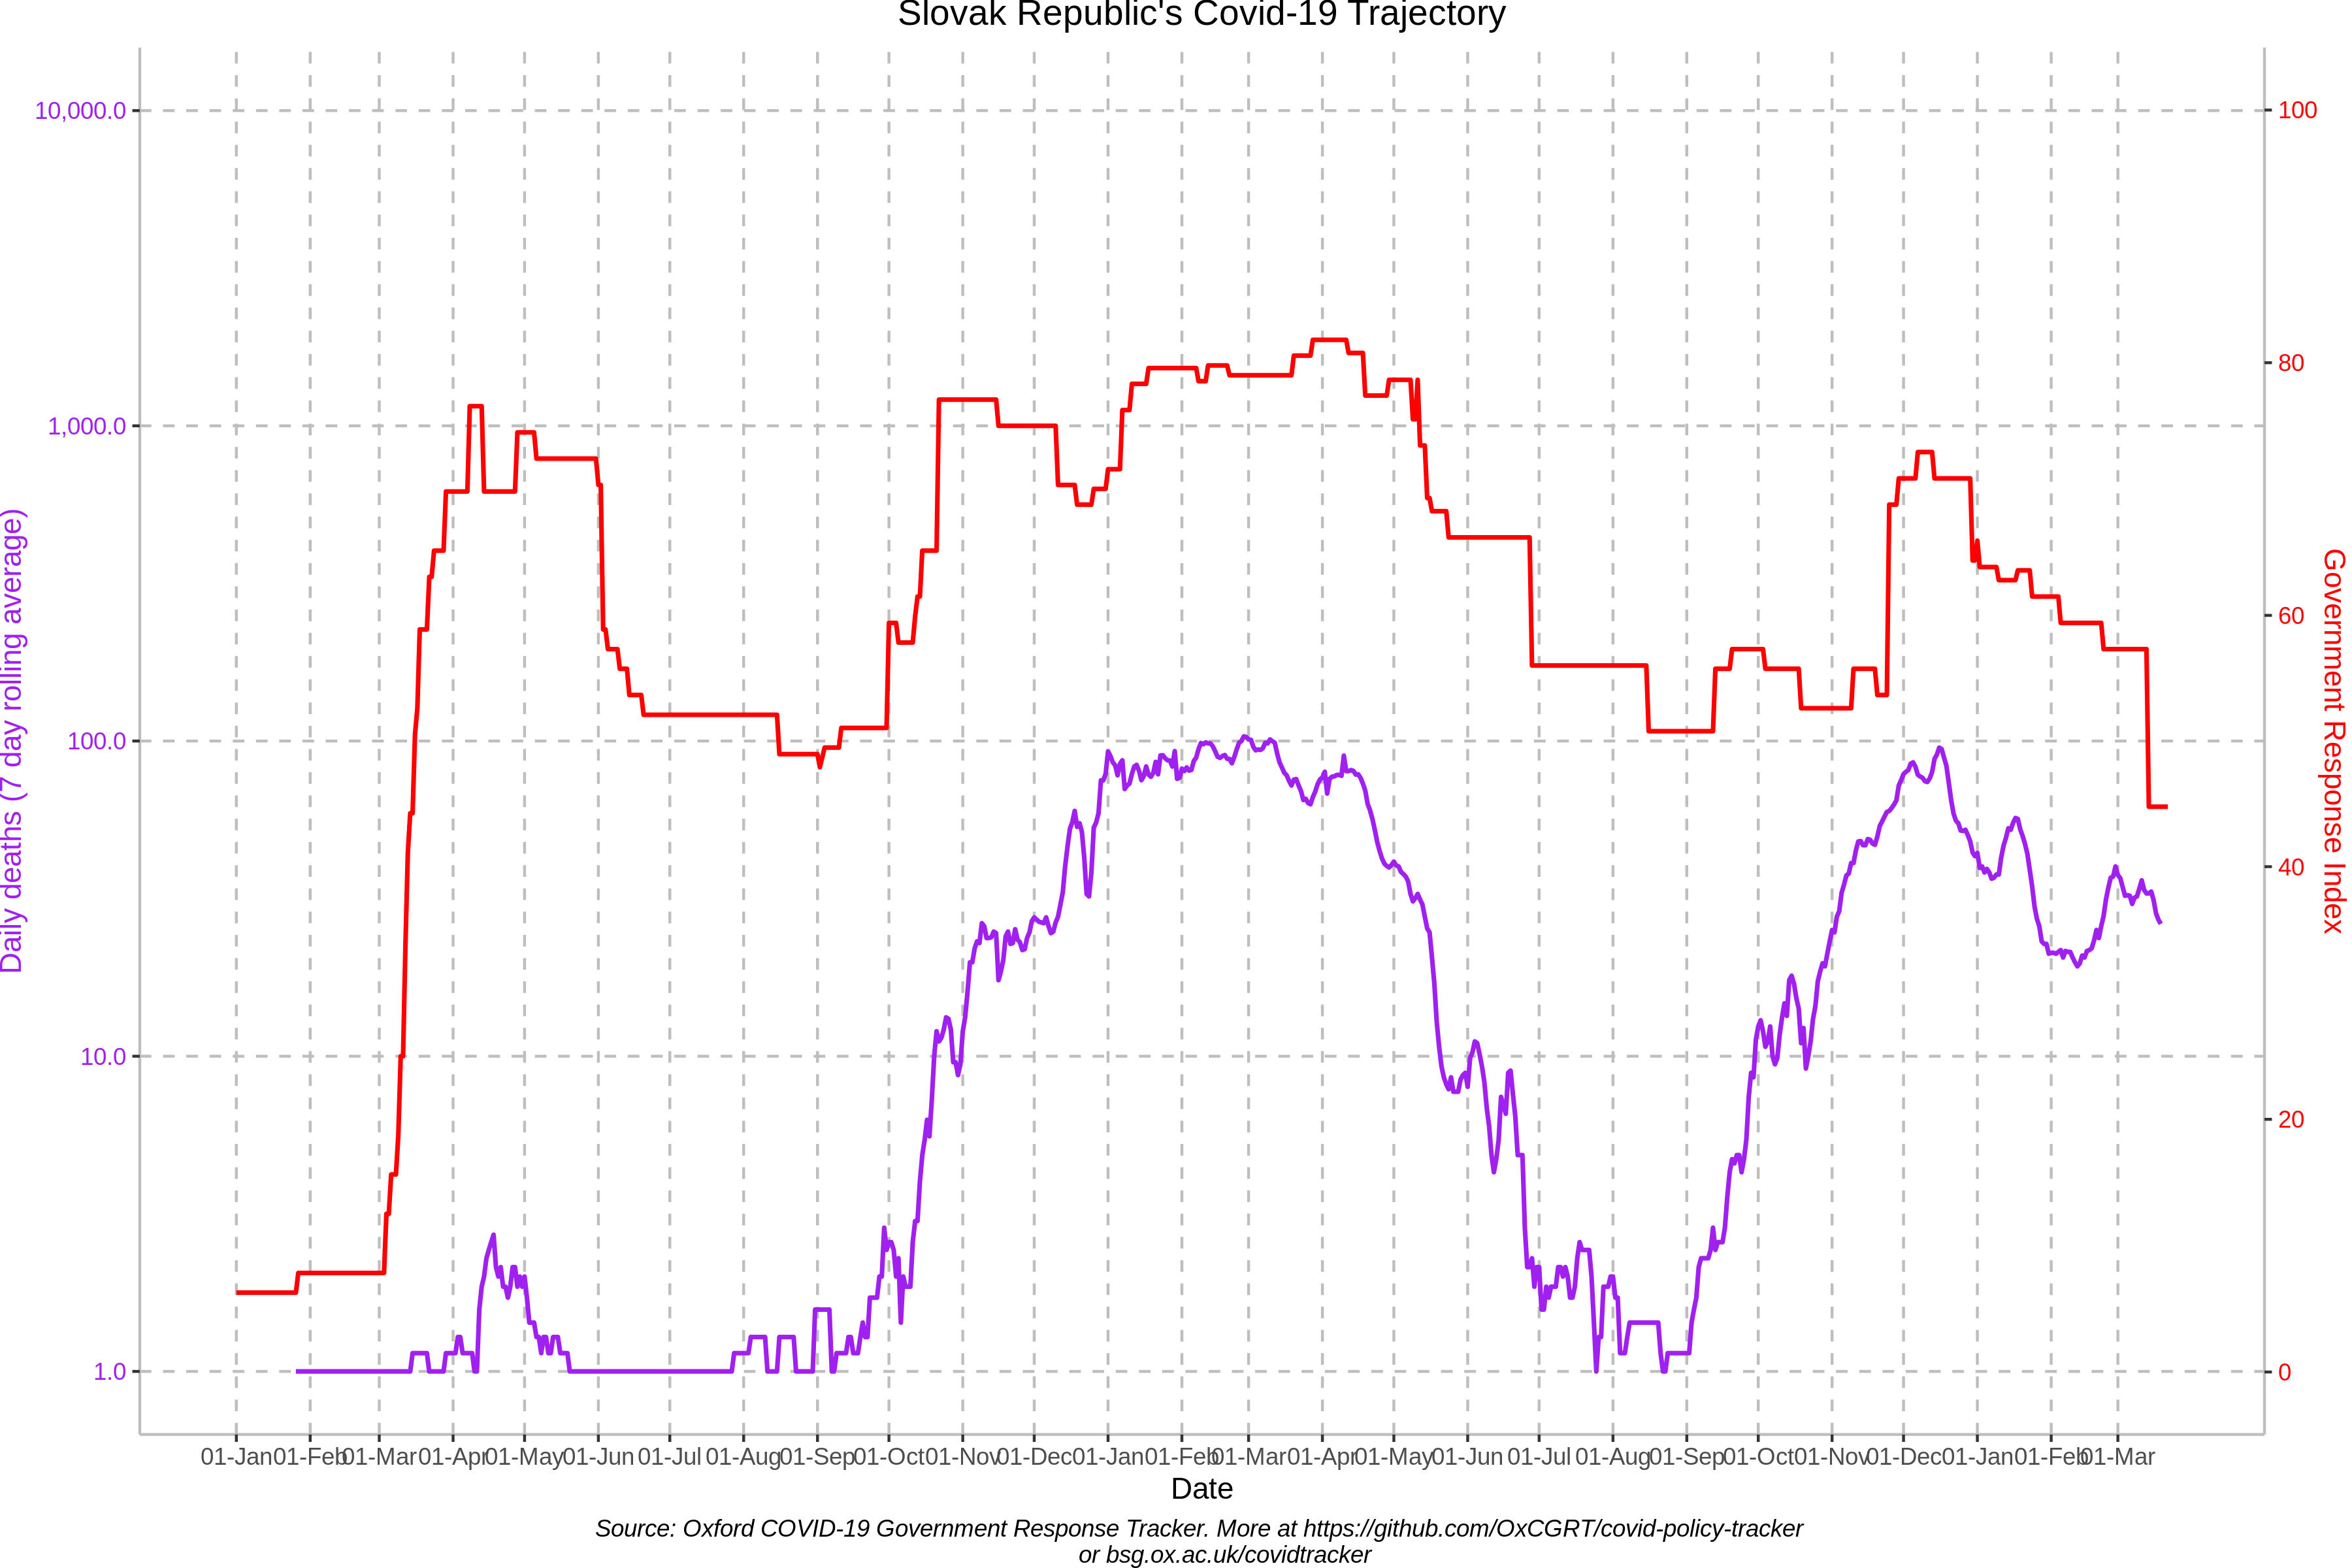 Slovak Republic's Covid-19 Trajectory
10,000.0
1,000.0
100.0
10.0
1.0
Daily deaths (7 day rolling average)
100
80
60
40
20
0
Government Response Index
01-Jan 01-Feb 01-Mar 01-Apr 01-May 01-Jun 01-Jul 01-Aug 01-Sep 01-Oct 01-Nov 01-Dec 01-Jan 01-Feb 01-Mar 01-Apr 01-May 01-Jun 01-Jul 01-Aug 01-Sep 01-Oct 01-Nov 01-Dec 01-Jan 01-Feb 01-Mar
Date
Source: Oxford COVID-19 Government Response Tracker. More at https://github.com/OxCGRT/covid-policy-tracker
or bsg.ox.ac.uk/covidtracker